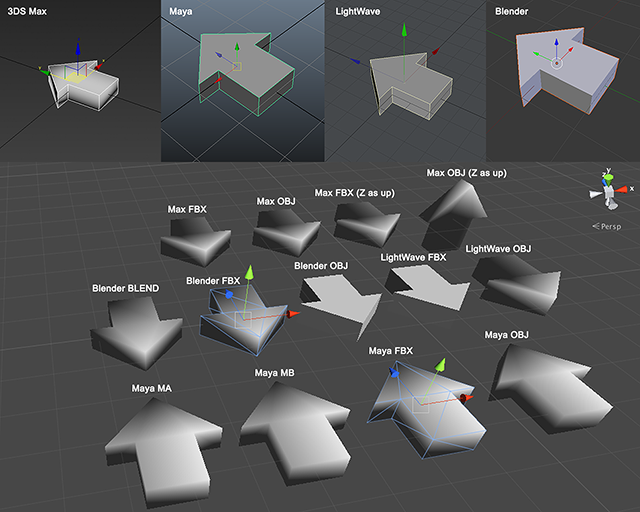 3DS Max
Maya
LightWave
Blender
y
z
x
Persp
Max OBJ (Z as up)
Max FBX (Z as up)
Max OBJ
Max FBX
LightWave OBJ
LightWave FBX
Blender OBJ
Blender FBX
Blender BLEND
Maya OBJ
Maya FBX
Maya MB
Maya MA